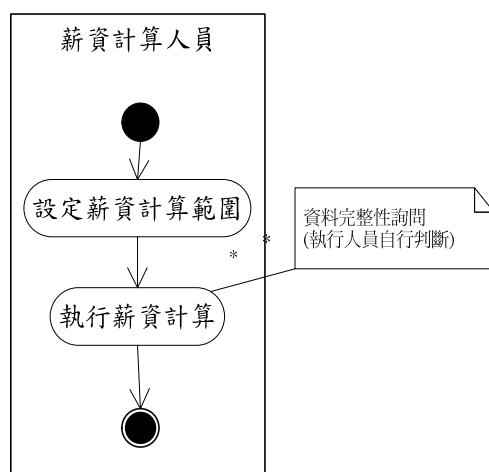 薪資計算人員
設定薪資計算範圍
資料完整性詢問
(執行人員自行判斷)
*
*
執行薪資計算